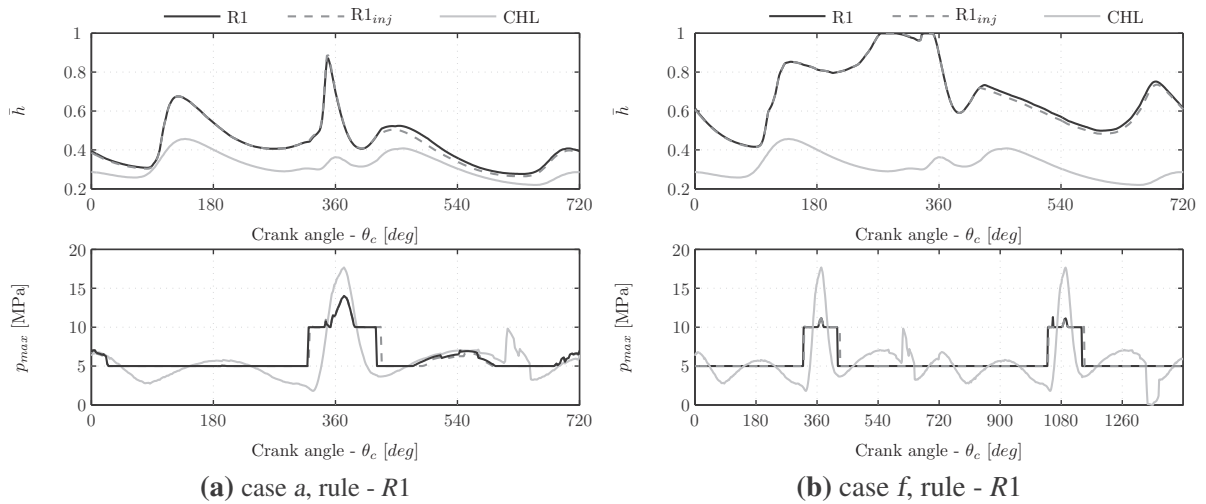 R1 R1inj CHL
1
0.8
h̄
0.6
0.4
0.2
0 180 360 540 720
Crank angle - θc [deg]
20
15
pmax [MPa]
10
5
0
0 180 360 540 720
Crank angle - θc [deg]
(a) case a, rule - R1
R1 R1inj CHL
1
0.8
h̄
0.6
0.4
0.2
0 180 360 540 720
Crank angle - θc [deg]
20
15
pmax [MPa]
10
5
0
0 180 360 540 720 900 1080 1260
Crank angle - θc [deg]
(b) case f, rule - R1